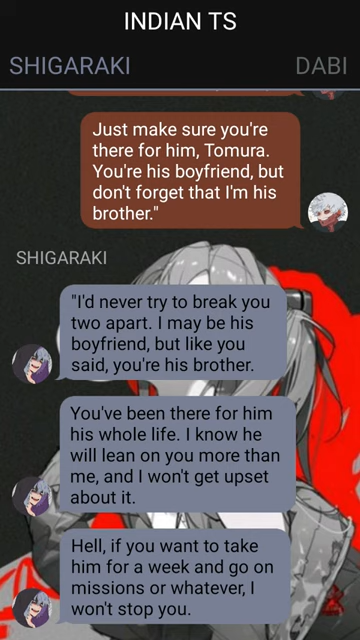 INDIAN TS
SHIGARAKI
DABI
Just make sure you're
there for him, Tomura.
You're his boyfriend, but
don't forget that I'm his
brother."
SHIGARAKI
"I'd never try to break you
two apart. I may be his
boyfriend, but like you
said, you're his brother.
You've been there for him
his whole life. I know he
will lean on you more than
me, and I won't get upset
about it.
Hell, if you want to take
him for a week and go on
missions or whatever, I
won't stop you.